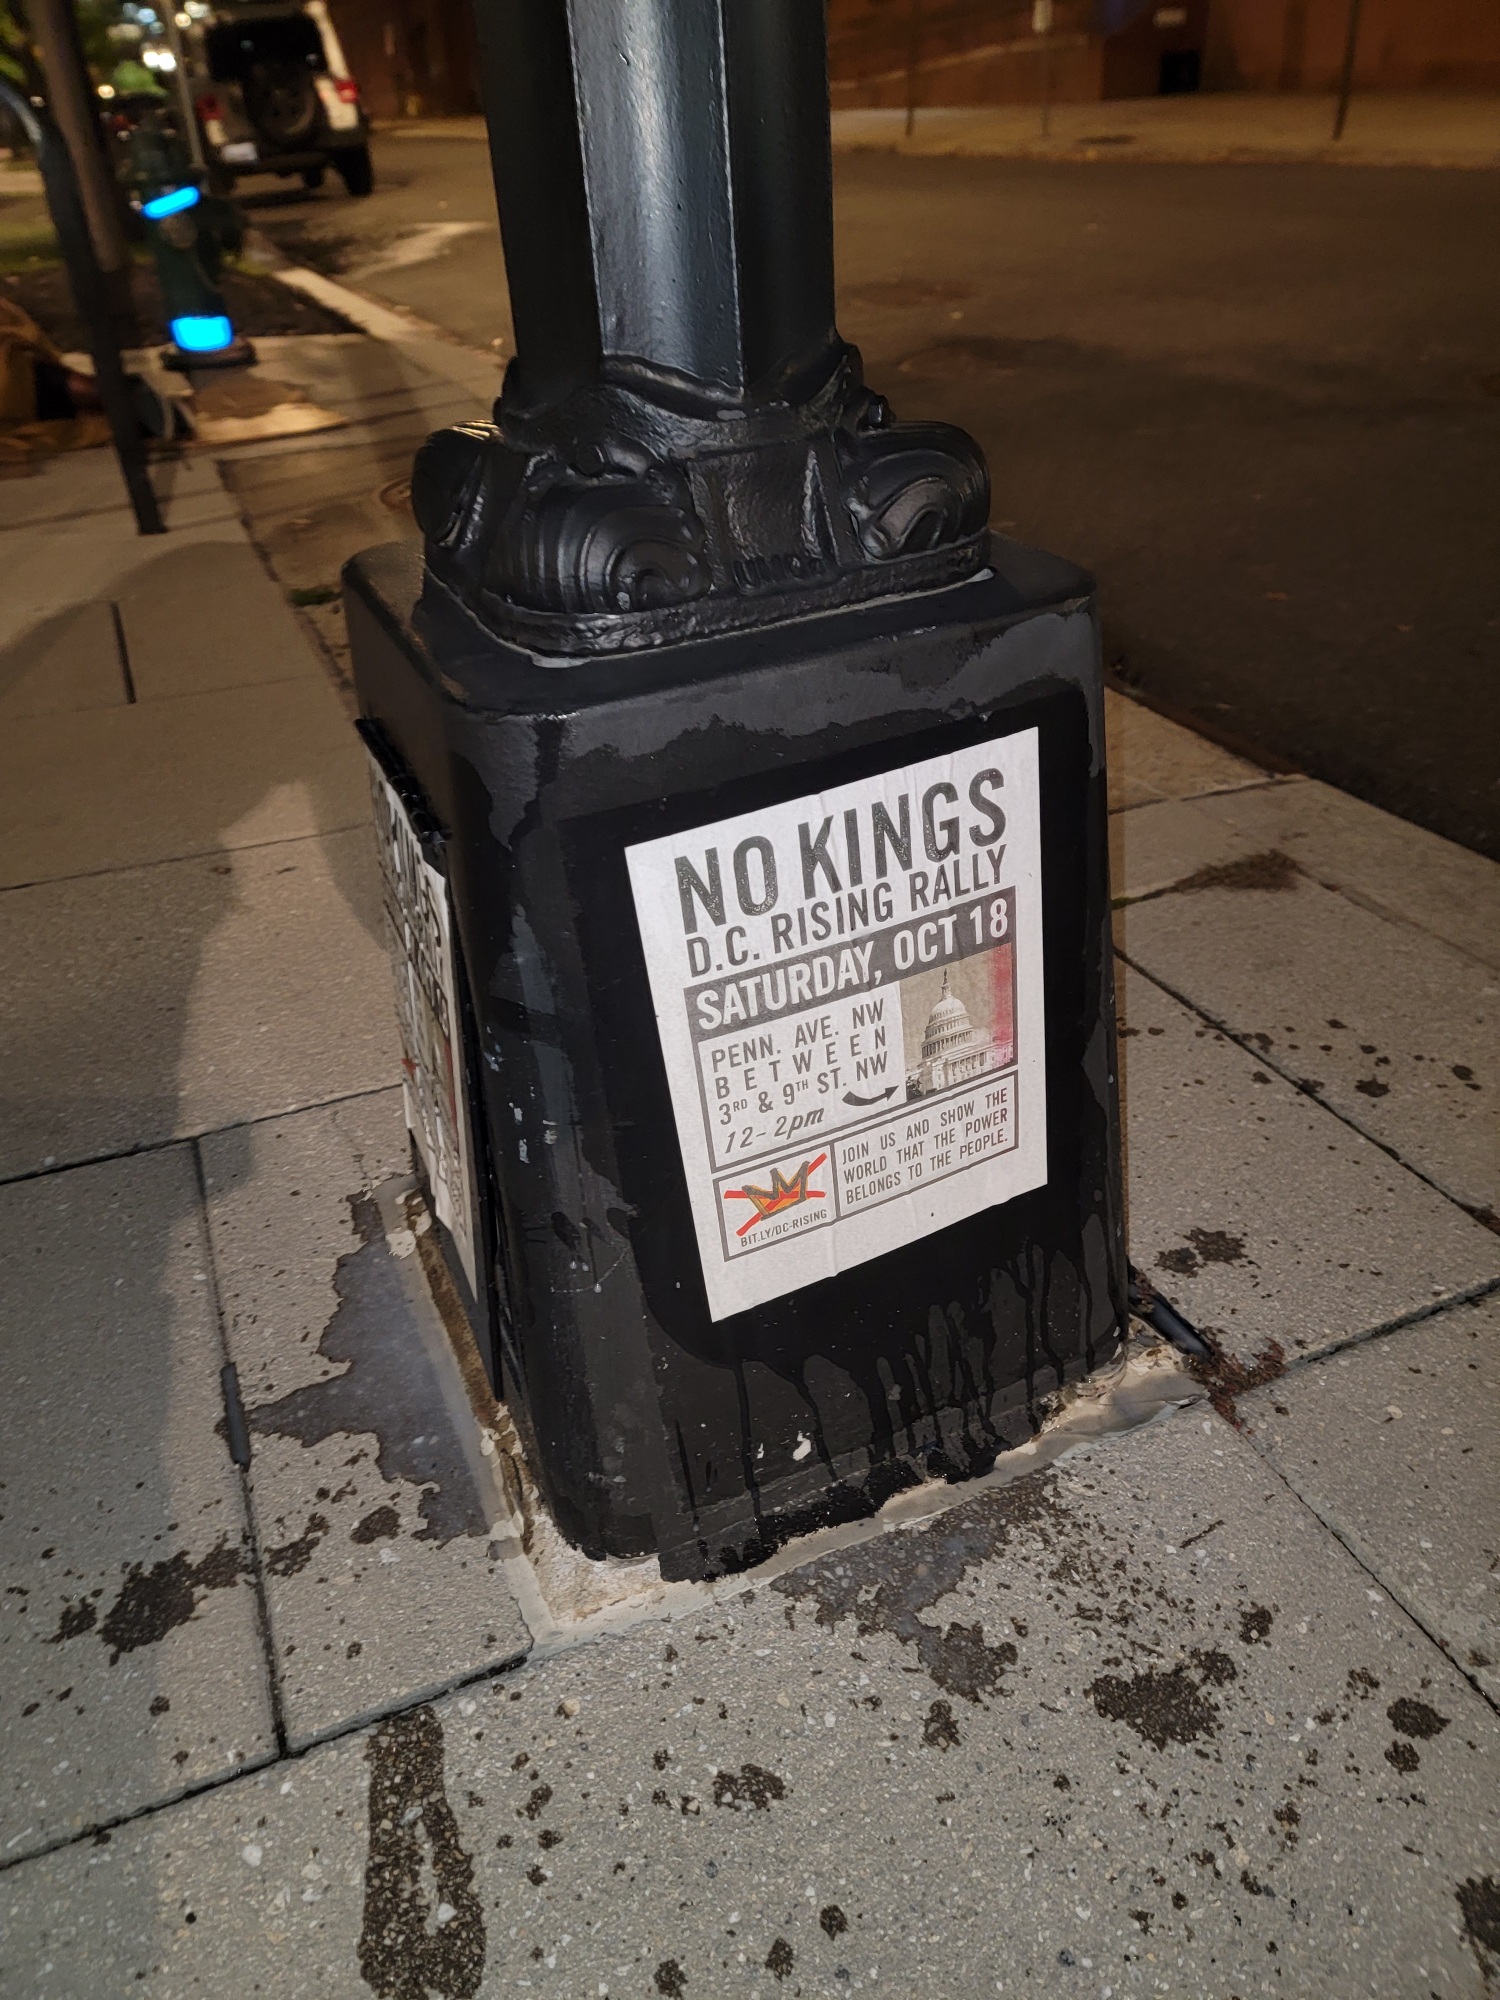 NO KINGS
D.C. RISING RALLY
SATURDAY, OCT 18
PENN. AVE. NW
BETWEEN
3RD & 9TH ST. NW
12-2pm
JOIN US AND SHOW THE
WORLD THAT THE POWER
BELONGS TO THE PEOPLE.
BIT.LY/DC-RISING